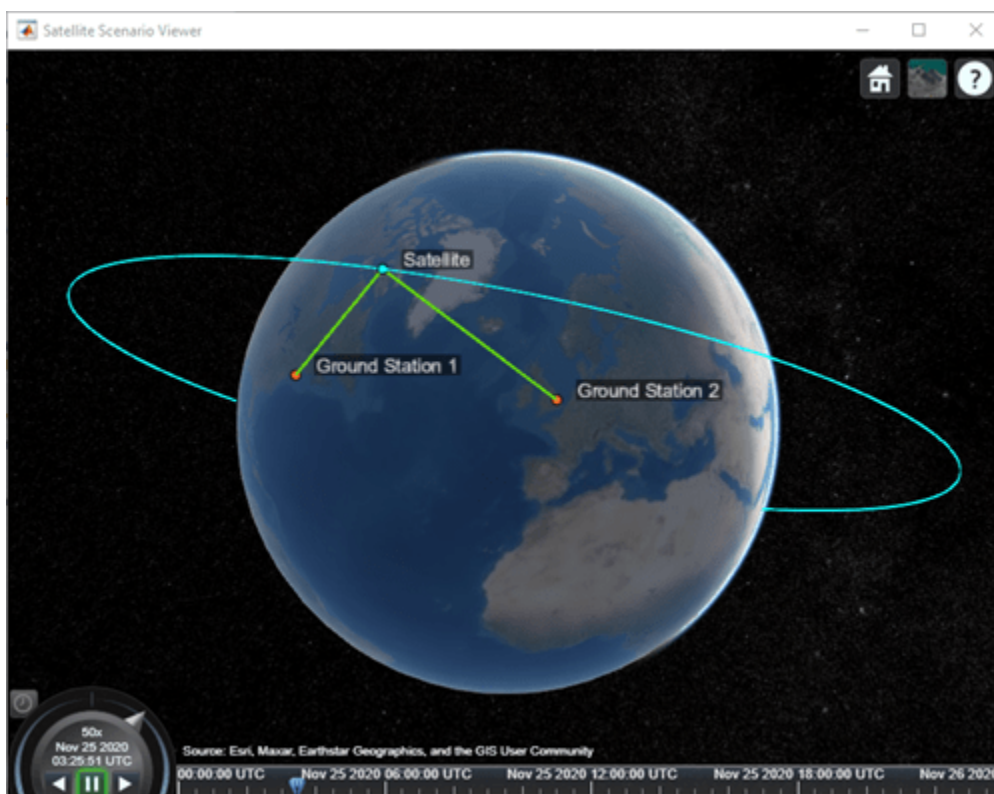 Satellite Scenario Viewer
?
Satellite
Ground Station 1
Ground Station 2
50x
Nov 25 2020
03:25:51 UTC
Source: Esri, Maxar, Earthstar Geographics, and the GIS User Community
00:00:00 UTC Nov 25 2020 06:00:00 UTC Nov 25 2020 12:00:00 UTC Nov 25 2020 18:00:00 UTC Nov 26 2020